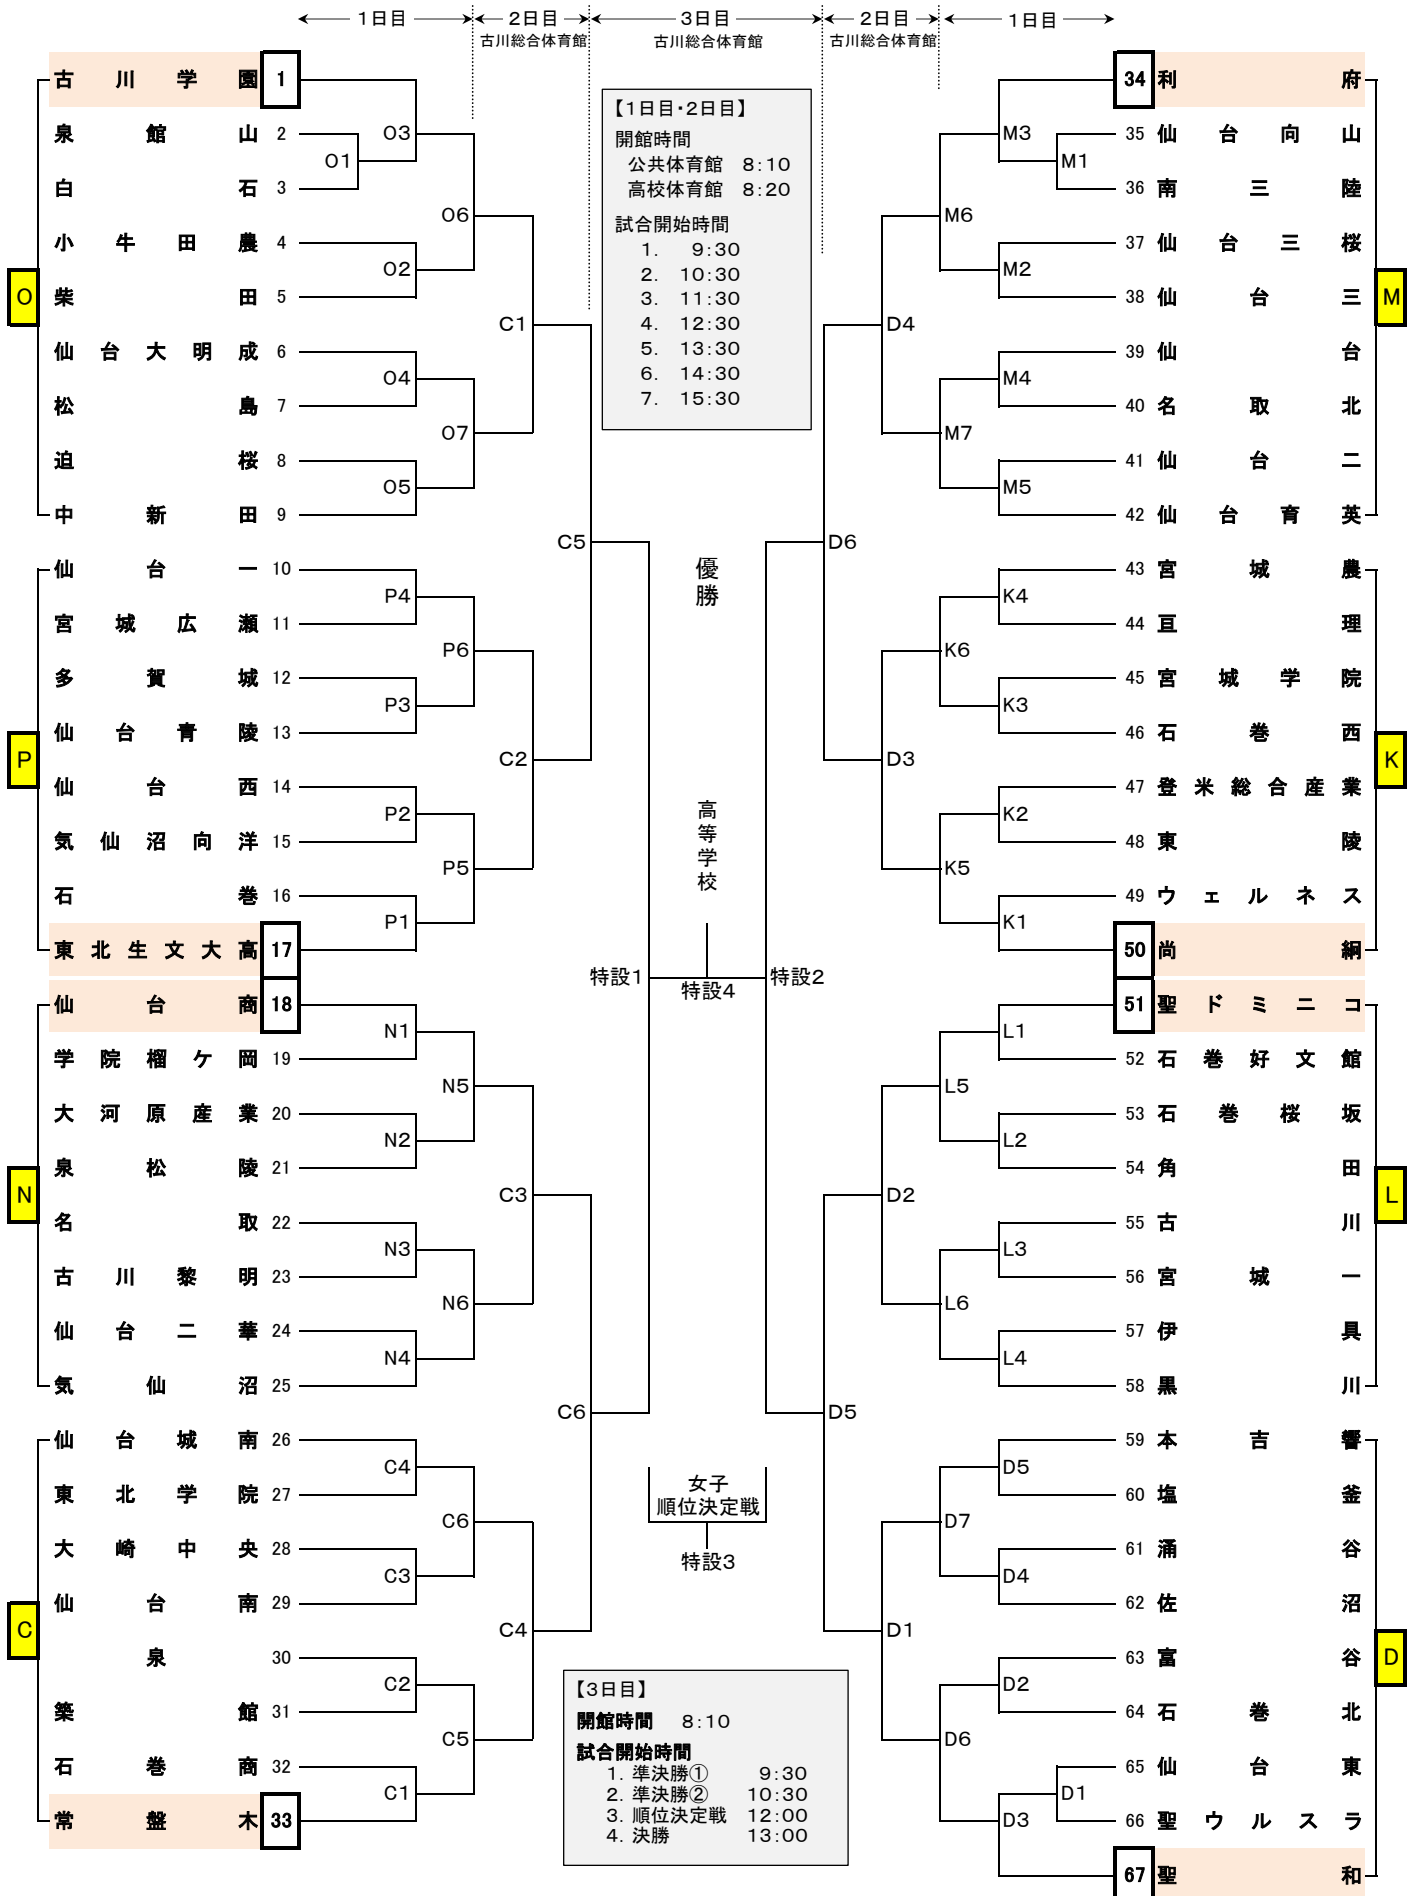 1日目 2日目 3日目 2日目 1日目
古川総合体育館 古川総合体育館 古川総合体育館
【1日目・2日目】
開館時間
公共体育館 8:10
高校体育館 8:20
試合開始時間
1. 9:30
2. 10:30
3. 11:30
4. 12:30
5. 13:30
6. 14:30
7. 15:30
O
古川学園 1
泉館山 2
白石 3
小牛田農 4
柴田 5
仙台大明成 6
松島 7
迫桜 8
中新田 9
O1
O3
O2
O4
O5
O6
O7
C1
P
仙台一 10
宮城広瀬 11
多賀城 12
仙台青陵 13
仙台西 14
気仙沼向洋 15
石巻 16
東北生文大高 17
P4
P3
P2
P1
P6
P5
C2
C5
N
仙台商 18
学院榴ケ岡 19
大河原産業 20
泉松陵 21
名取 22
古川黎明 23
仙台二華 24
気仙沼 25
N1
N2
N3
N4
N5
N6
C3
C
仙台城南 26
東北学院 27
大崎中央 28
仙台南 29
泉 30
築館 31
石巻商 32
常盤木 33
C4
C3
C2
C1
C6
C5
C4
C6
優勝
高等学校
特設1
特設4
特設2
女子
順位決定戦
特設3
【3日目】
開館時間 8:10
試合開始時間
1. 準決勝① 9:30
2. 準決勝② 10:30
3. 順位決定戦 12:00
4. 決勝 13:00
34 利府
35 仙台向山
36 南三陸
37 仙台三桜
38 仙台三
39 仙台
40 名取北
41 仙台二
42 仙台育英
M
M3
M1
M2
M4
M5
M6
M7
D4
D6
43 宮城農
44 亘理
45 宮城学院
46 石巻西
47 登米総合産業
48 東陵
49 ウェルネス
50 尚絅
K
K4
K3
K2
K1
K6
K5
D3
51 聖ドミニコ
52 石巻好文館
53 石巻桜坂
54 角田
55 古川
56 宮城一
57 伊具
58 黒川
L
L1
L2
L3
L4
L5
L6
D2
D5
59 本吉響
60 塩釜
61 涌谷
62 佐沼
63 富谷
64 石巻北
65 仙台東
66 聖ウルスラ
67 聖和
D
D5
D4
D2
D1
D3
D7
D6
D1